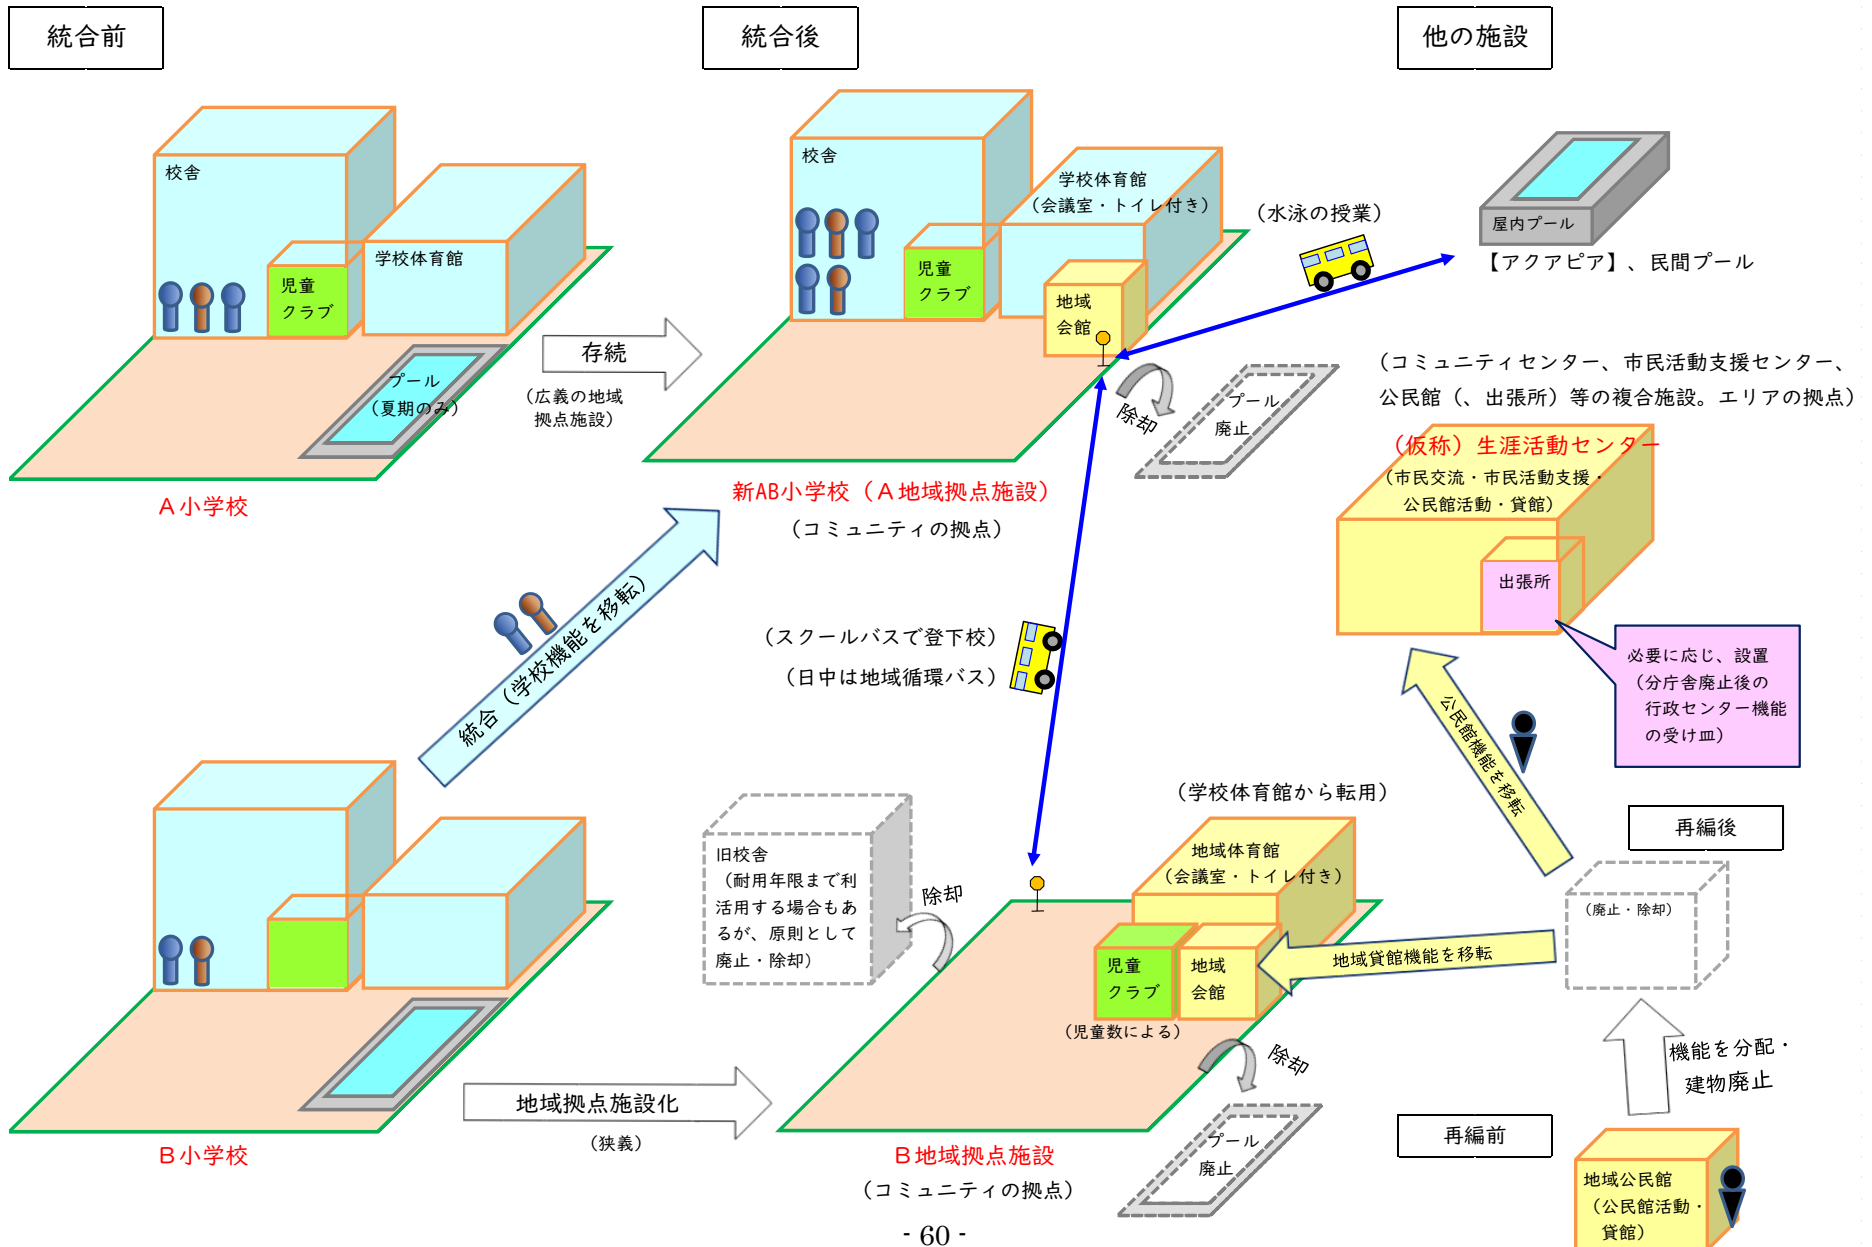 統合前
統合後
他の施設
校舎
児童
クラブ
学校体育館
プール
（夏期のみ）
A小学校
存続
（広義の地域
拠点施設）
校舎
学校体育館
（会議室・トイレ付き）
児童
クラブ
地域
会館
除却
プール
廃止
新AB小学校（A地域拠点施設）
（コミュニティの拠点）
（水泳の授業）
屋内プール
【アクアピア】、民間プール
（コミュニティセンター、市民活動支援センター、
公民館（、出張所）等の複合施設。エリアの拠点）
（仮称）生涯活動センター
（市民交流・市民活動支援・
公民館活動・貸館）
出張所
必要に応じ、設置
（分庁舎廃止後の
行政センター機能
の受け皿）
統合（学校機能を移転）
（スクールバスで登下校）
（日中は地域循環バス）
公民館機能を移転
再編後
（廃止・除却）
B小学校
地域拠点施設化
（狭義）
旧校舎
（耐用年限まで利
活用する場合もあ
るが、原則として
廃止・除却）
除却
（学校体育館から転用）
地域体育館
（会議室・トイレ付き）
児童
クラブ
地域
会館
（児童数による）
地域貸館機能を移転
除却
プール
廃止
B地域拠点施設
（コミュニティの拠点）
機能を分配・
建物廃止
再編前
地域公民館
（公民館活動・
貸館）
- 60 -